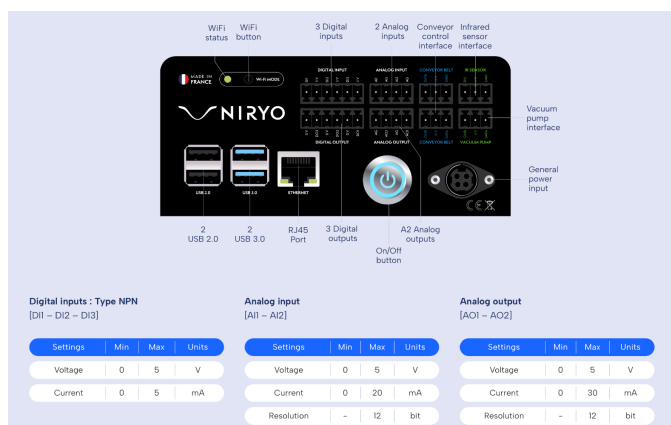 WiFi status
WiFi button
3 Digital inputs
2 Analog inputs
Conveyor control interface
Infrared sensor interface
MADE IN FRANCE
Wi-Fi MODE
DIGITAL INPUT
ANALOG INPUT
CONVEYOR BELT
IR SENSOR
NIRYO
DIGITAL OUTPUT
ANALOG OUTPUT
CONVEYOR BELT
VACUUM PUMP
Vacuum pump interface
USB 2.0
USB 3.0
ETHERNET
General power input
CE
2 USB 2.0
2 USB 3.0
RJ45 Port
3 Digital outputs
A2 Analog outputs
On/Off button
Digital inputs : Type NPN
[DI1 – DI2 – DI3]
Settings Min Max Units
Voltage 0 5 V
Current 0 5 mA
Analog input
[AI1 – AI2]
Settings Min Max Units
Voltage 0 5 V
Current 0 20 mA
Resolution - 12 bit
Analog output
[AO1 – AO2]
Settings Min Max Units
Voltage 0 5 V
Current 0 30 mA
Resolution - 12 bit